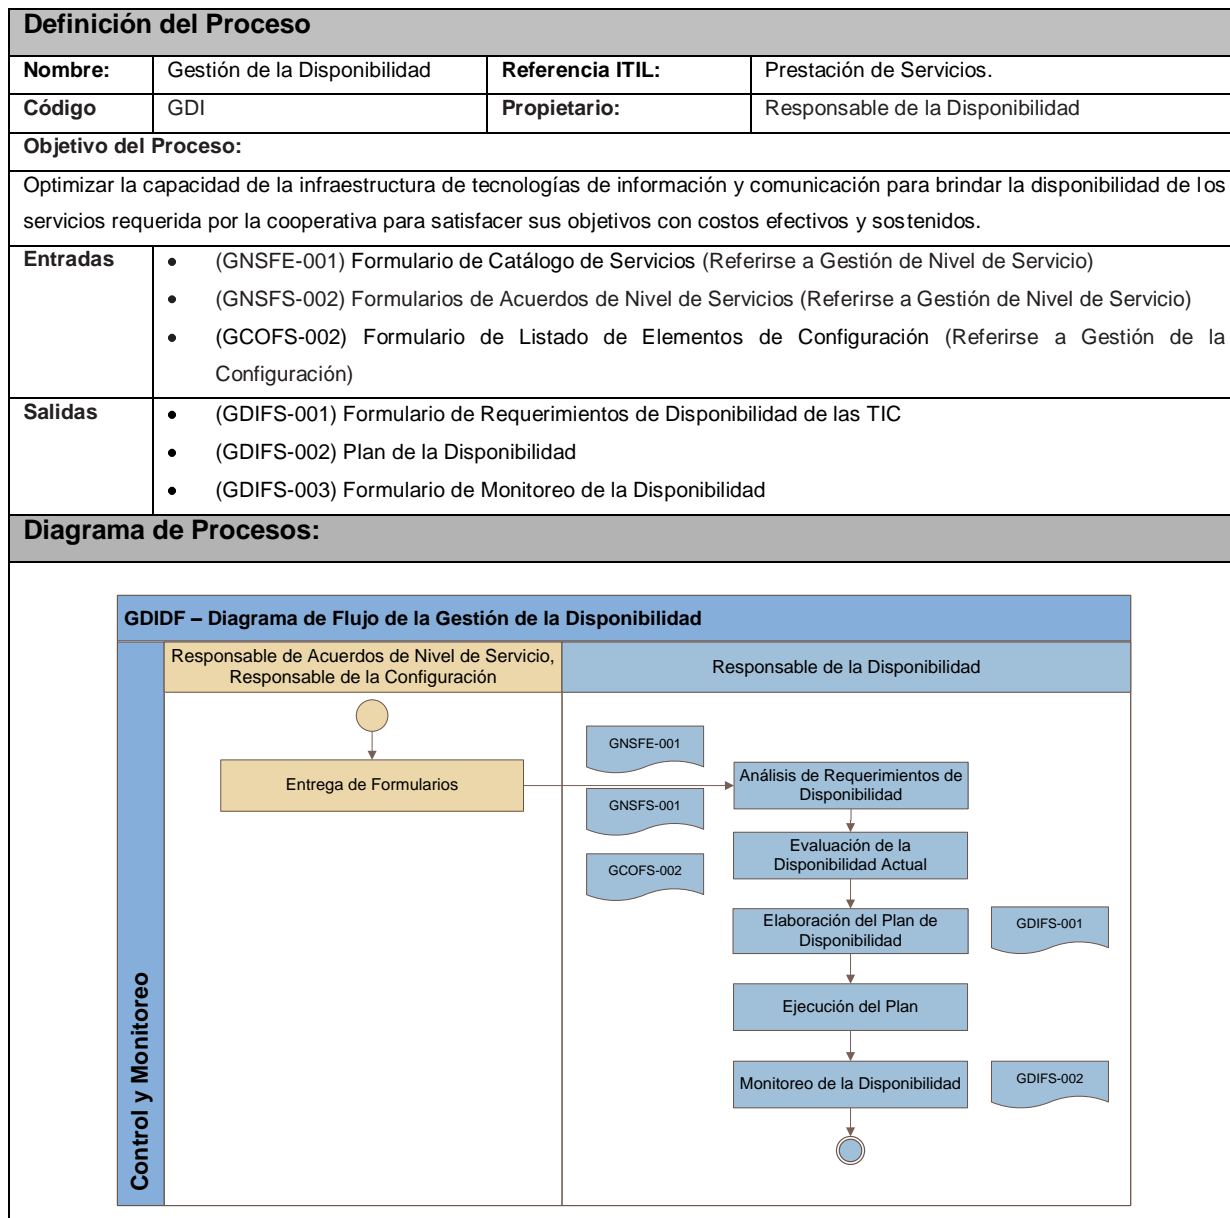 Definición del Proceso
Nombre: Gestión de la Disponibilidad Referencia ITIL: Prestación de Servicios.
Código GDI Propietario: Responsable de la Disponibilidad
Objetivo del Proceso:
Optimizar la capacidad de la infraestructura de tecnologías de información y comunicación para brindar la disponibilidad de los
servicios requerida por la cooperativa para satisfacer sus objetivos con costos efectivos y sostenidos.
Entradas
• (GNSFE-001) Formulario de Catálogo de Servicios (Referirse a Gestión de Nivel de Servicio)
• (GNSFS-002) Formularios de Acuerdos de Nivel de Servicios (Referirse a Gestión de Nivel de Servicio)
• (GCOFS-002) Formulario de Listado de Elementos de Configuración (Referirse a Gestión de la
Configuración)
Salidas
• (GDIFS-001) Formulario de Requerimientos de Disponibilidad de las TIC
• (GDIFS-002) Plan de la Disponibilidad
• (GDIFS-003) Formulario de Monitoreo de la Disponibilidad
Diagrama de Procesos:
GDIDF – Diagrama de Flujo de la Gestión de la Disponibilidad
Control y Monitoreo
Responsable de Acuerdos de Nivel de Servicio,
Responsable de la Configuración
Responsable de la Disponibilidad
Entrega de Formularios
GNSFE-001
GNSFS-001
GCOFS-002
Análisis de Requerimientos de
Disponibilidad
Evaluación de la
Disponibilidad Actual
Elaboración del Plan de
Disponibilidad
GDIFS-001
Ejecución del Plan
Monitoreo de la Disponibilidad
GDIFS-002